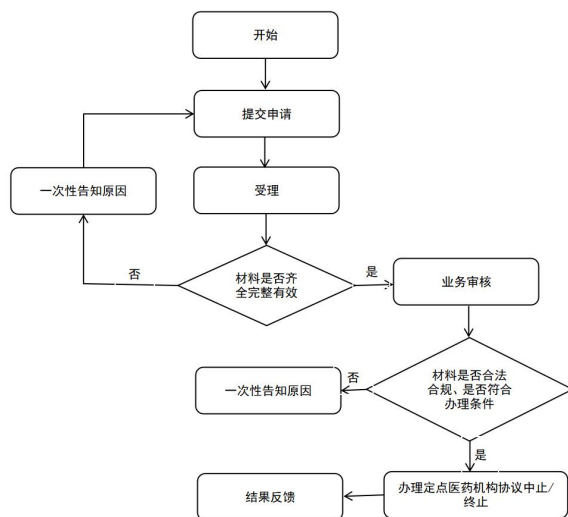 开始
提交申请
一次性告知原因
受理
否
材料是否齐
全完整有效
是
业务审核
材料是否合法
合规、是否符合
办理条件
否
一次性告知原因
是
结果反馈
办理定点医药机构协议中止/
终止